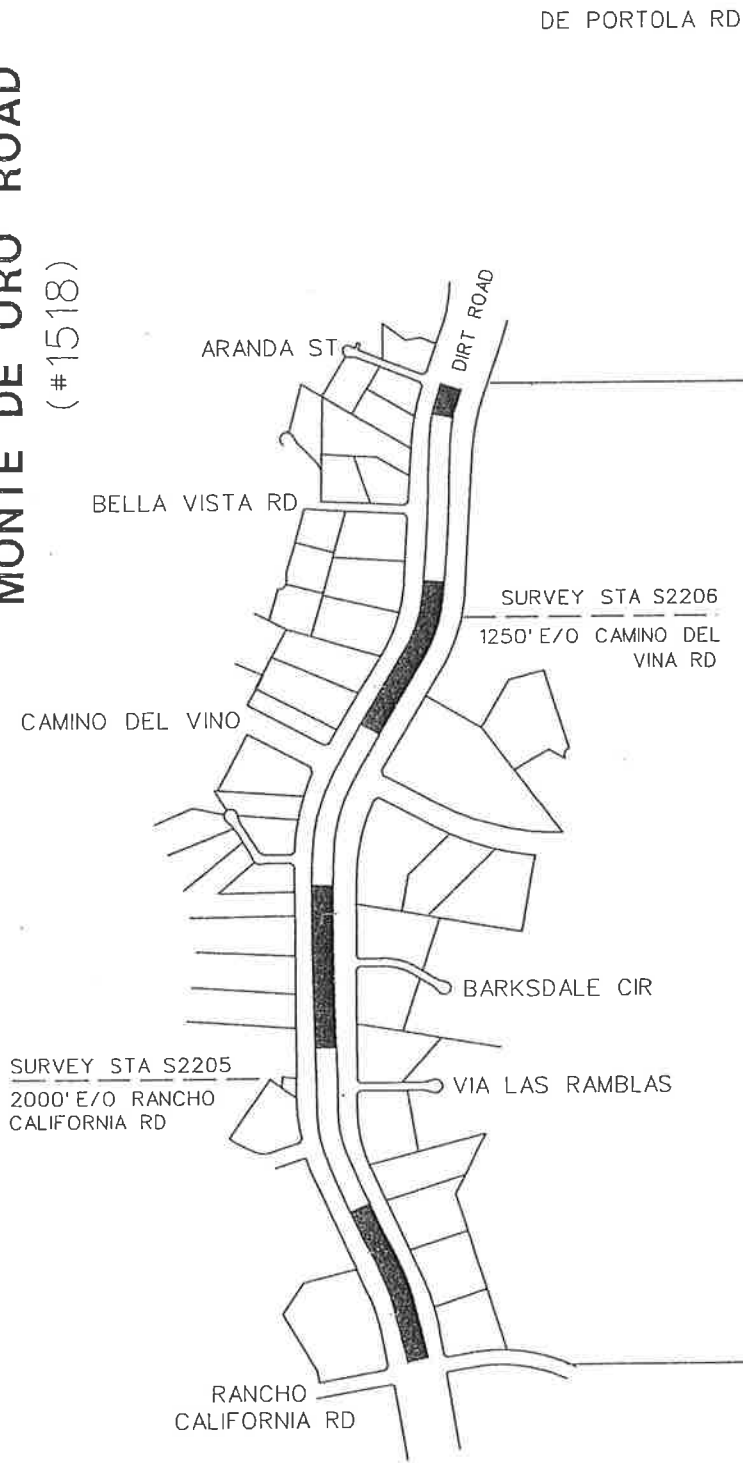 DE PORTOLA RD
MONTE DE ORO ROAD
(#1518)
DIRT ROAD
ARANDA ST
BELLA VISTA RD
SURVEY STA S2206
1250' E/O CAMINO DEL
VINA RD
CAMINO DEL VINO
BARKSDALE CIR
SURVEY STA S2205
2000' E/O RANCHO
CALIFORNIA RD
VIA LAS RAMBLAS
RANCHO
CALIFORNIA RD